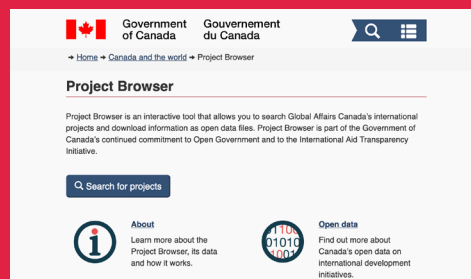 Government of Canada
Gouvernement du Canada
→ Home → Canada and the world → Project Browser
Project Browser
Project Browser is an interactive tool that allows you to search Global Affairs Canada's international
projects and download information as open data files. Project Browser is part of the Government of
Canada's continued commitment to Open Government and to the International Aid Transparency
Initiative.
Search for projects
About
Learn more about the
Project Browser, its data
and how it works.
Open data
Find out more about
Canada's open data on
international development
initiatives.